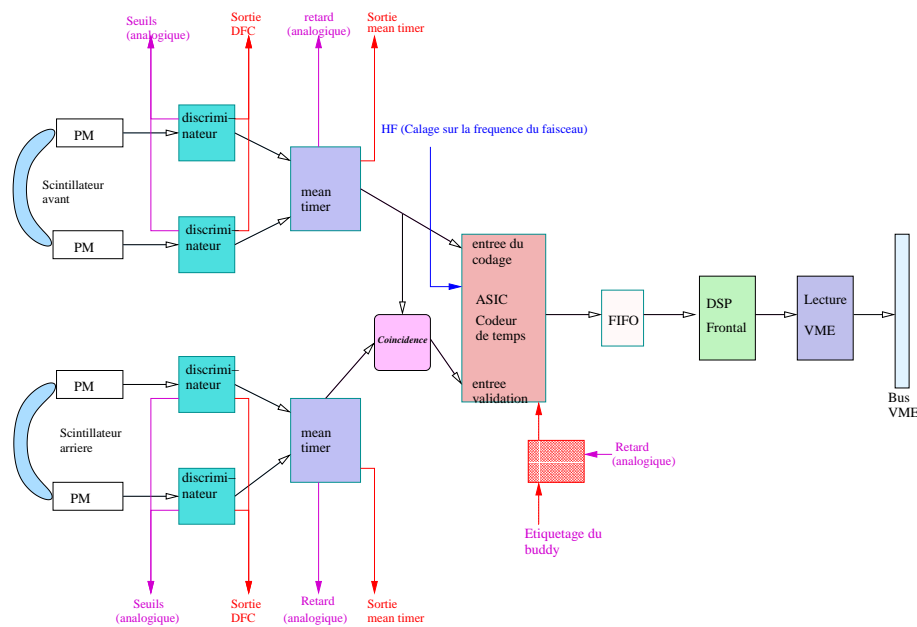 Seuils
(analogique)
Sortie
DFC
retard
(analogique)
Sortie
mean timer
PM
discrimi-
nateur
HF (Calage sur la frequence du faisceau)
Scintillateur
avant
mean
timer
PM
discrimi-
nateur
entree du
codage
ASIC
Codeur
de temps
entree
validation
FIFO
DSP
Frontal
Lecture
VME
Bus
VME
Coincidence
PM
discrimi-
nateur
Scintillateur
arriere
mean
timer
PM
discrimi-
nateur
Retard
(analogique)
Etiquetage du
buddy
Seuils
(analogique)
Sortie
DFC
Retard
(analogique)
Sortie
mean timer